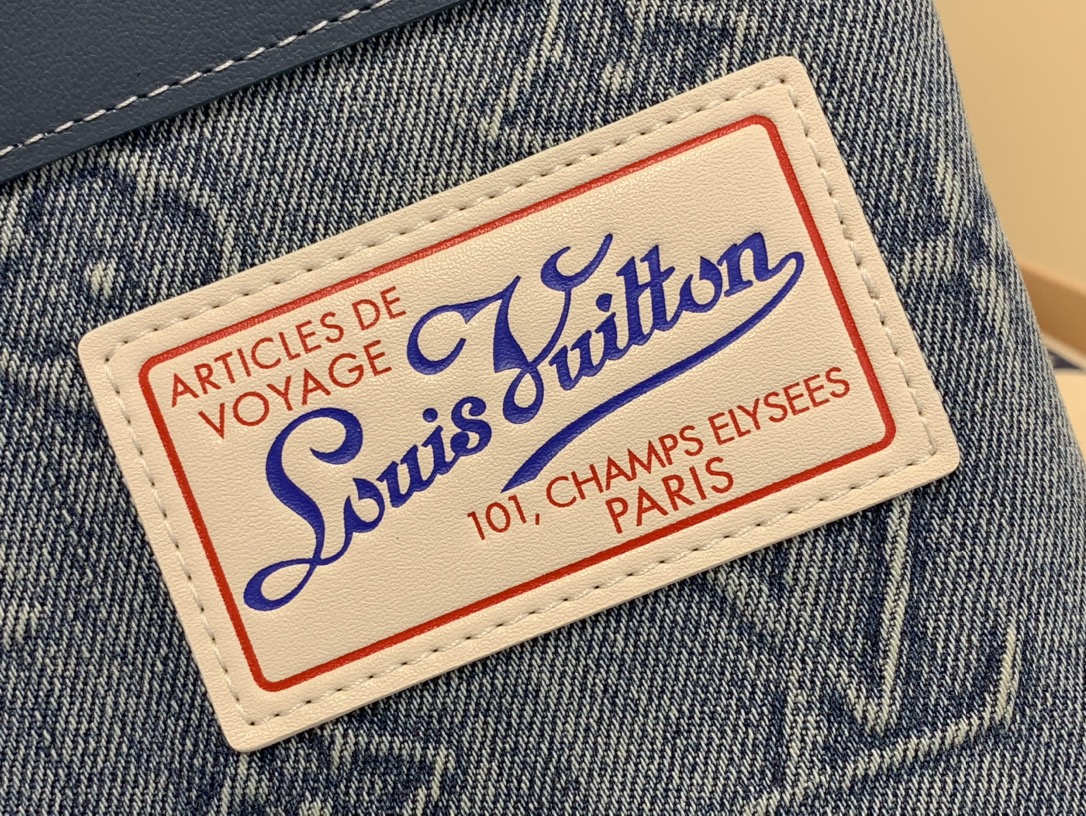 ARTICLES DE
VOYAGE
Louis Vuitton
101, CHAMPS ELYSEES
PARIS